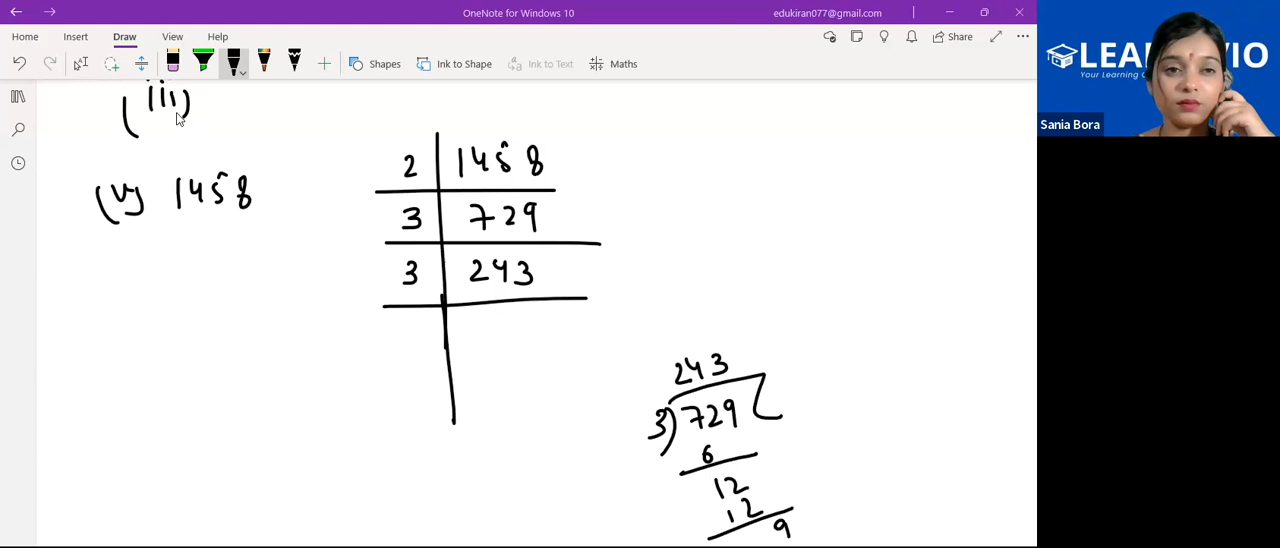 OneNote for Windows 10
edukiran077@gmail.com
Home Insert Draw View Help
Share
Shapes Ink to Shape Ink to Text Maths
Your Learning
Sania Bora
(iii)
(v) 1458
2 1458
3 729
3 243
243
3) 729
6
12
12
9